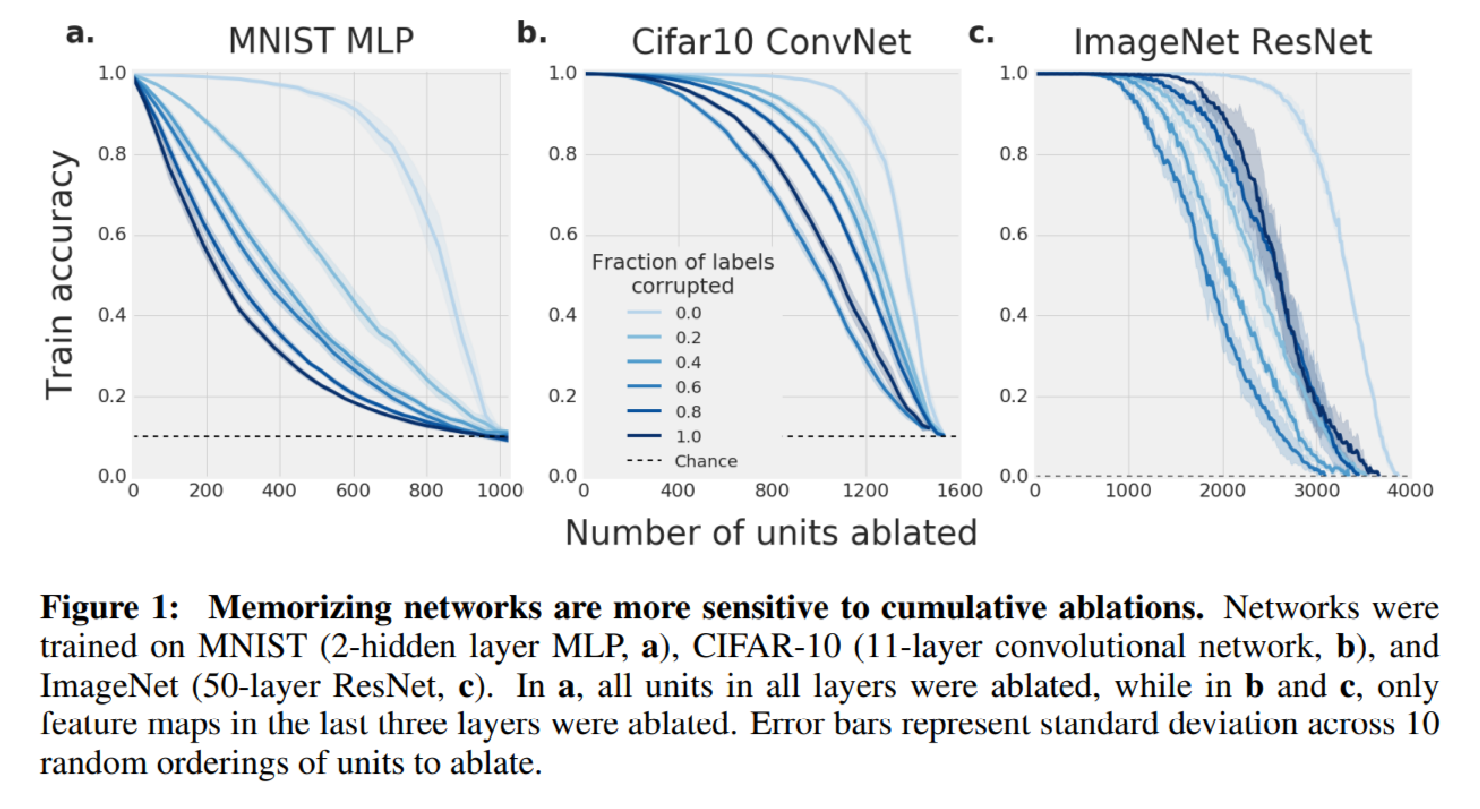 a.
MNIST MLP
b.
Cifar10 ConvNet
c.
ImageNet ResNet
Train accuracy
1.0
0.8
0.6
0.4
0.2
0.0
0 200 400 600 800 1000
1.0
0.8
0.6
0.4
0.2
0.0
0 400 800 1200 1600
Fraction of labels
corrupted
0.0
0.2
0.4
0.6
0.8
1.0
Chance
1.0
0.8
0.6
0.4
0.2
0.0
0 1000 2000 3000 4000
Number of units ablated
Figure 1: Memorizing networks are more sensitive to cumulative ablations. Networks were
trained on MNIST (2-hidden layer MLP, a), CIFAR-10 (11-layer convolutional network, b), and
ImageNet (50-layer ResNet, c). In a, all units in all layers were ablated, while in b and c, only
feature maps in the last three layers were ablated. Error bars represent standard deviation across 10
random orderings of units to ablate.